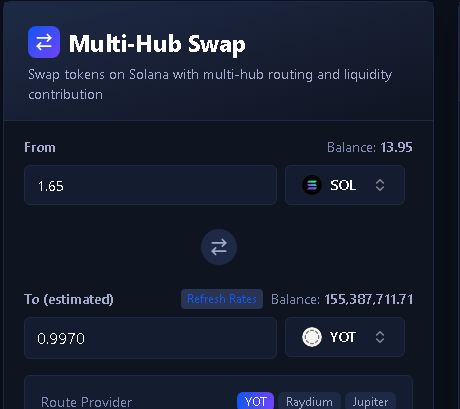 Multi-Hub Swap
Swap tokens on Solana with multi-hub routing and liquidity
contribution
From Balance: 13.95
1.65 SOL
To (estimated) Refresh Rates Balance: 155,387,711.71
0.9970 YOT
Route Provider YOT Raydium Jupiter